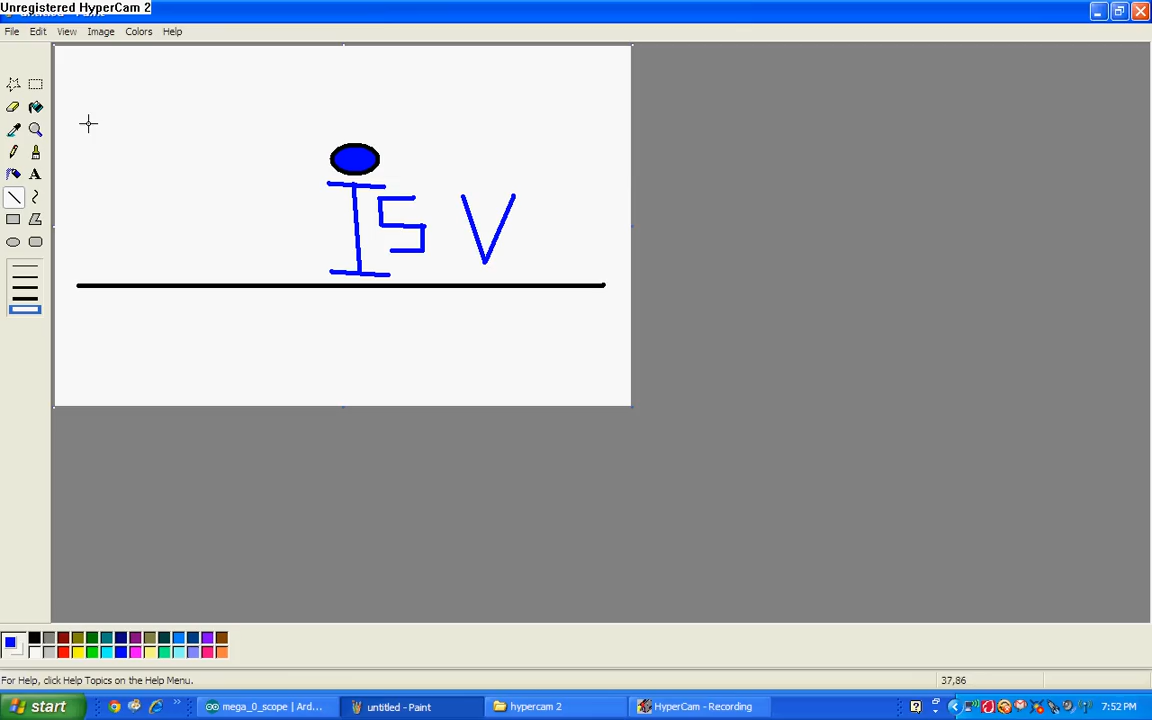 Unregistered HyperCam 2
File Edit View Image Colors Help
5 V
For Help, click Help Topics on the Help Menu.
37,86
start
mega_0_scope | Ard...
untitled - Paint
hypercam 2
HyperCam - Recording
7:52 PM